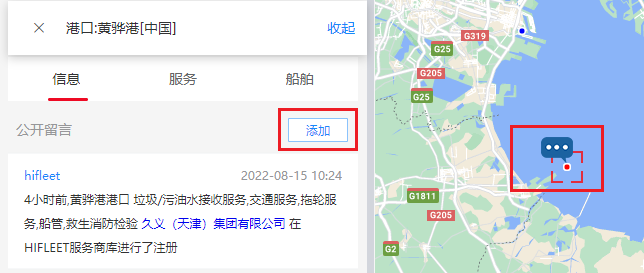 港口:黄骅港[中国]
收起
信息
服务
船舶
公开留言
添加
hifleet
2022-08-15 10:24
4小时前,黄骅港港口 垃圾/污油水接收服务,交通服务,拖轮服
务,船管,救生消防检验 久义（天津）集团有限公司 在
HIFLEET服务商库进行了注册
G319
G25
G205
G25
G1811
G205
G2